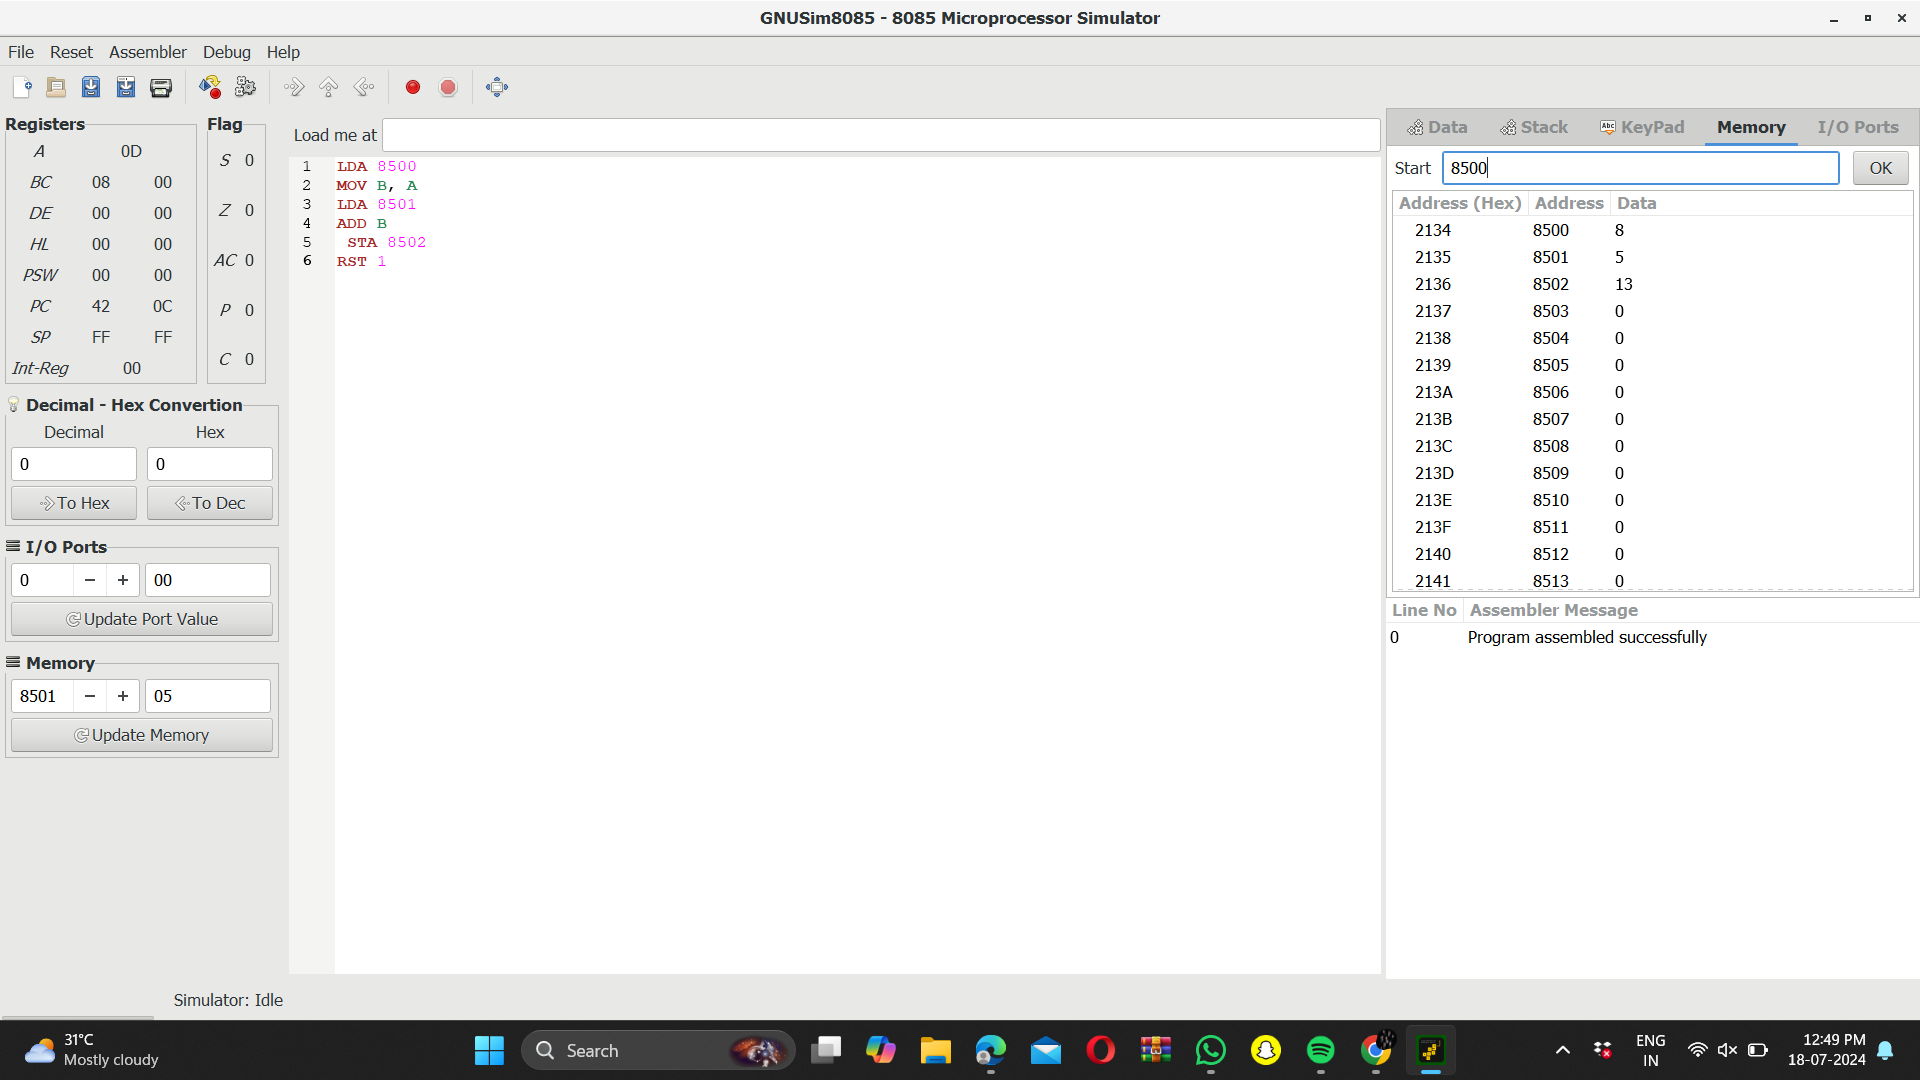 GNUSim8085 - 8085 Microprocessor Simulator
File Reset Assembler Debug Help
Registers
A 0D
BC 08 00
DE 00 00
HL 00 00
PSW 00 00
PC 42 0C
SP FF FF
Int-Reg 00
Flag
S 0
Z 0
AC 0
P 0
C 0
Decimal - Hex Convertion
Decimal Hex
0 0
To Hex To Dec
I/O Ports
0 − + 00
Update Port Value
Memory
8501 − + 05
Update Memory
Load me at
1 LDA 8500
2 MOV B, A
3 LDA 8501
4 ADD B
5 STA 8502
6 RST 1
Data Stack Abc KeyPad Memory I/O Ports
Start 8500 OK
Address (Hex) Address Data
2134 8500 8
2135 8501 5
2136 8502 13
2137 8503 0
2138 8504 0
2139 8505 0
213A 8506 0
213B 8507 0
213C 8508 0
213D 8509 0
213E 8510 0
213F 8511 0
2140 8512 0
2141 8513 0
Line No Assembler Message
0 Program assembled successfully
Simulator: Idle
31°C
Mostly cloudy
Search
ENG
IN
12:49 PM
18-07-2024